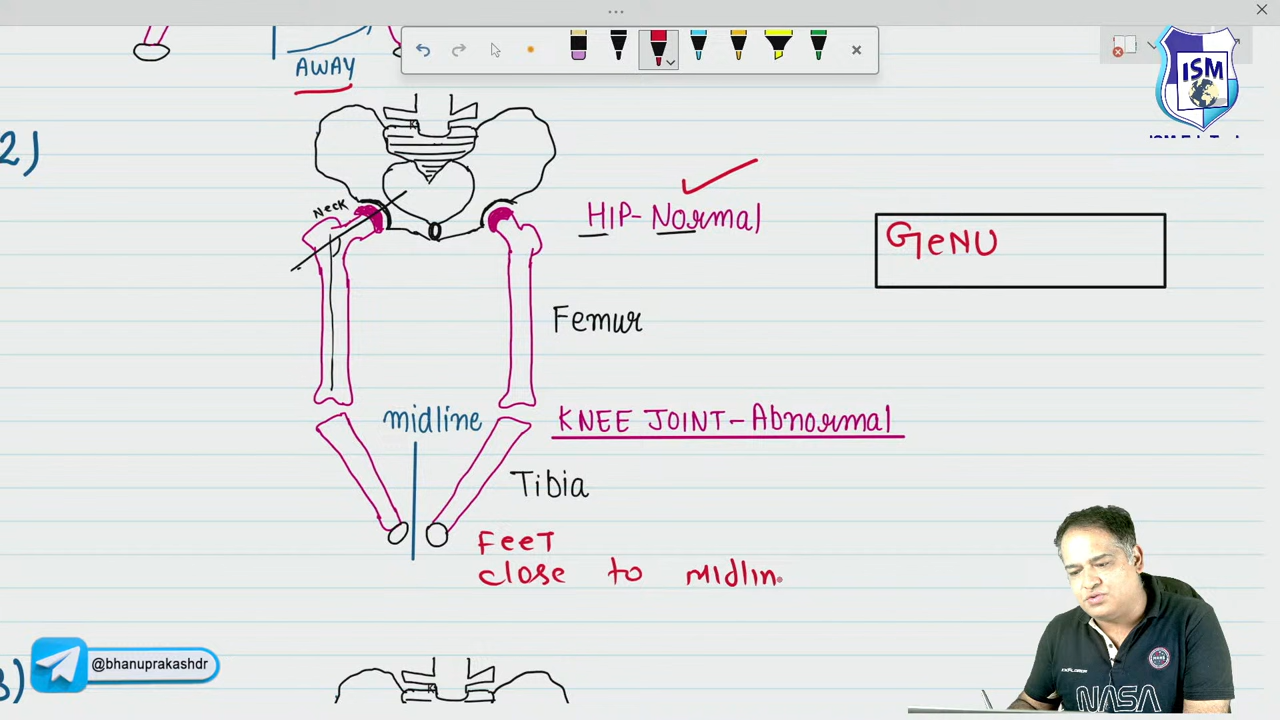 AWAY
ISM
2)
Neck
HIP-Normal
GeNU
Femur
midline
KNEE JOINT-Abnormal
Tibia
FeeT
close to midlin
@bhanuprakashdr
3)
NASA